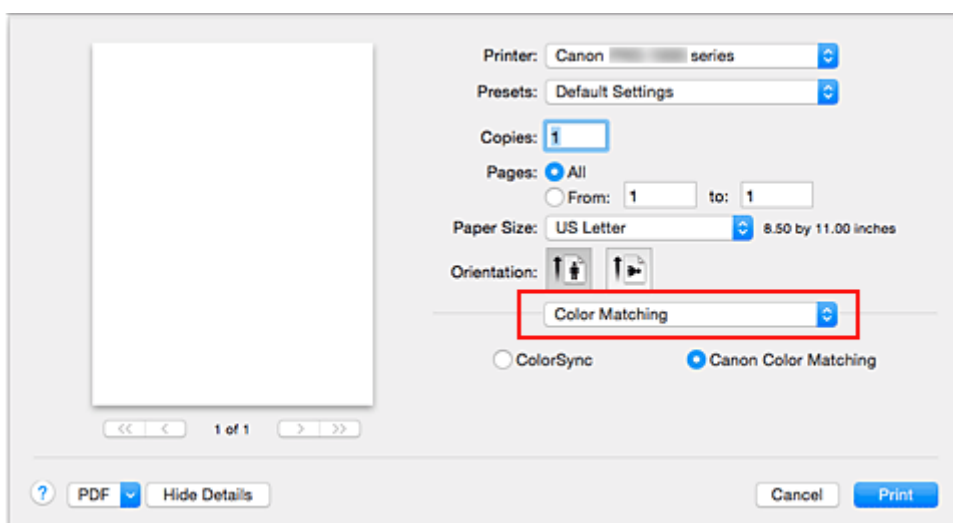 Printer: Canon series
Presets: Default Settings
Copies: 1
Pages: All
From: 1 to: 1
Paper Size: US Letter 8.50 by 11.00 inches
Orientation:
Color Matching
ColorSync Canon Color Matching
<< < 1 of 1 > >>
? PDF Hide Details Cancel Print